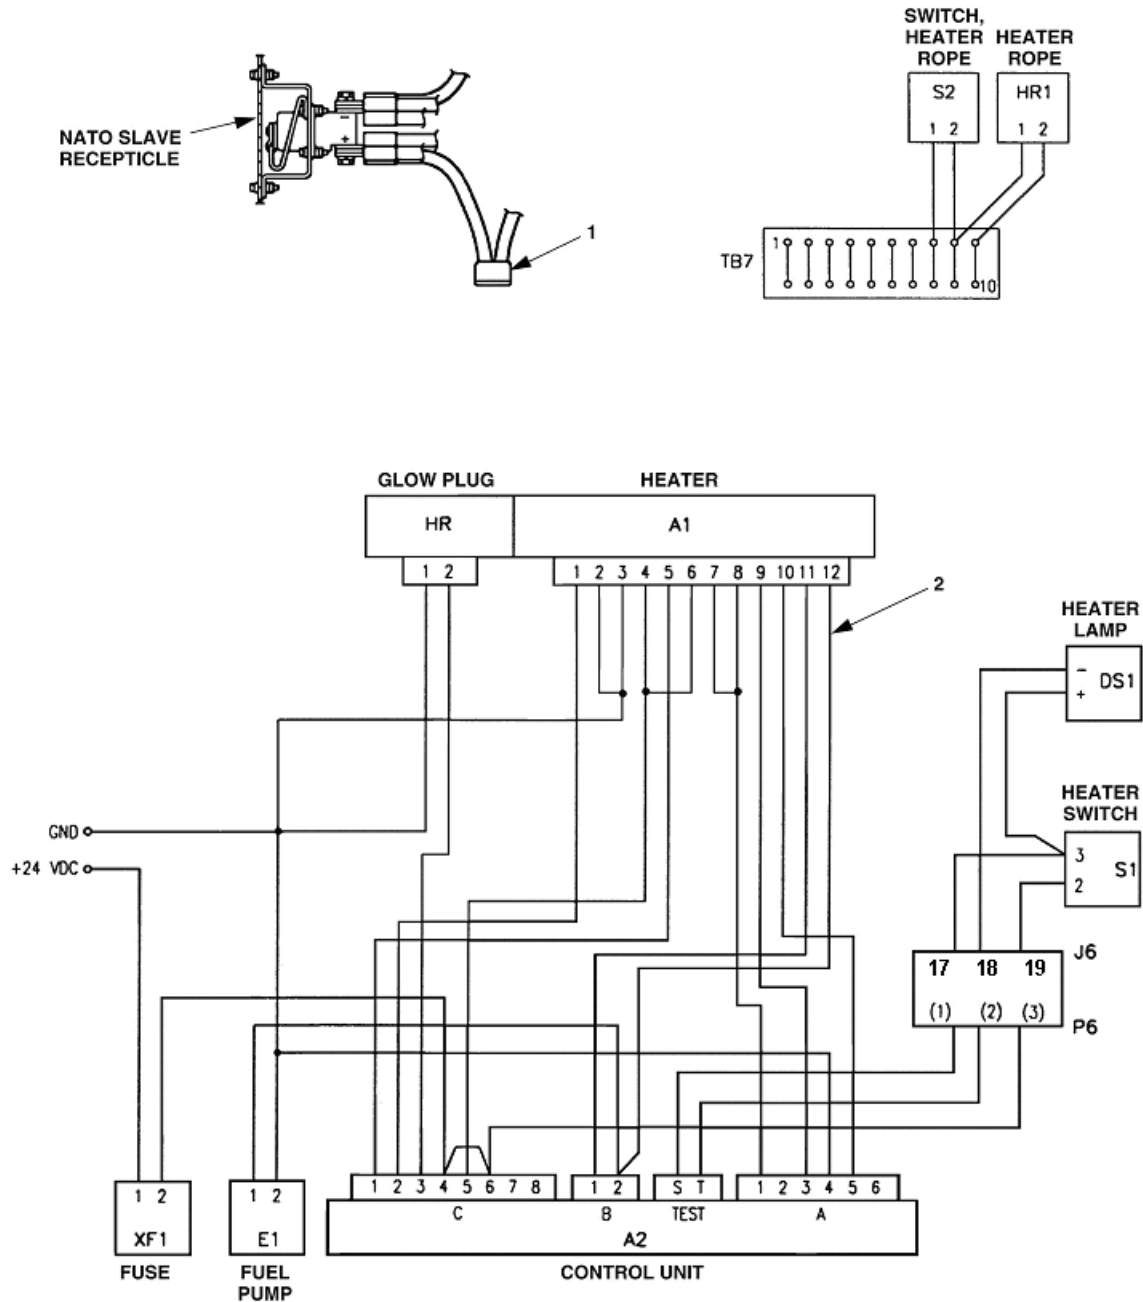 SWITCH,
HEATER
ROPE
HEATER
ROPE
S2
HR1
1 2
1 2
NATO SLAVE
RECEPTICLE
1
TB7
1
10
GLOW PLUG
HEATER
HR
A1
1 2
1 2 3 4 5 6 7 8 9 10 11 12
2
HEATER
LAMP
-
+
DS1
HEATER
SWITCH
3
2
S1
GND
+24 VDC
J6
17 18 19
(1) (2) (3)
P6
1 2
XF1
FUSE
1 2
E1
FUEL
PUMP
1 2 3 4 5 6 7 8
C
1 2
B
S T
TEST
1 2 3 4 5 6
A
A2
CONTROL UNIT
-
+